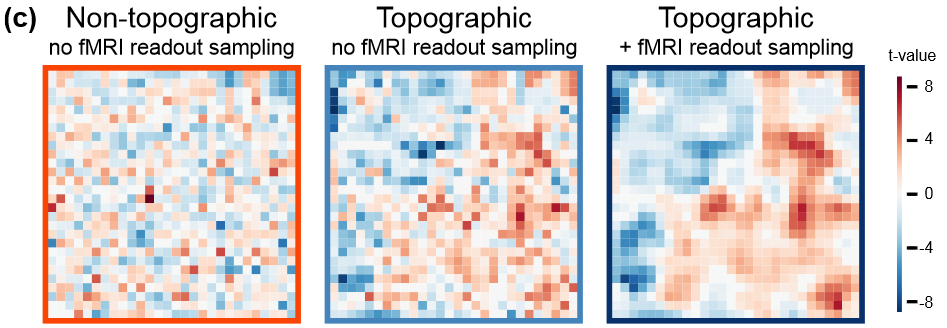 (c)
Non-topographic
no fMRI readout sampling
Topographic
no fMRI readout sampling
Topographic
+ fMRI readout sampling
t-value
8
4
0
-4
-8